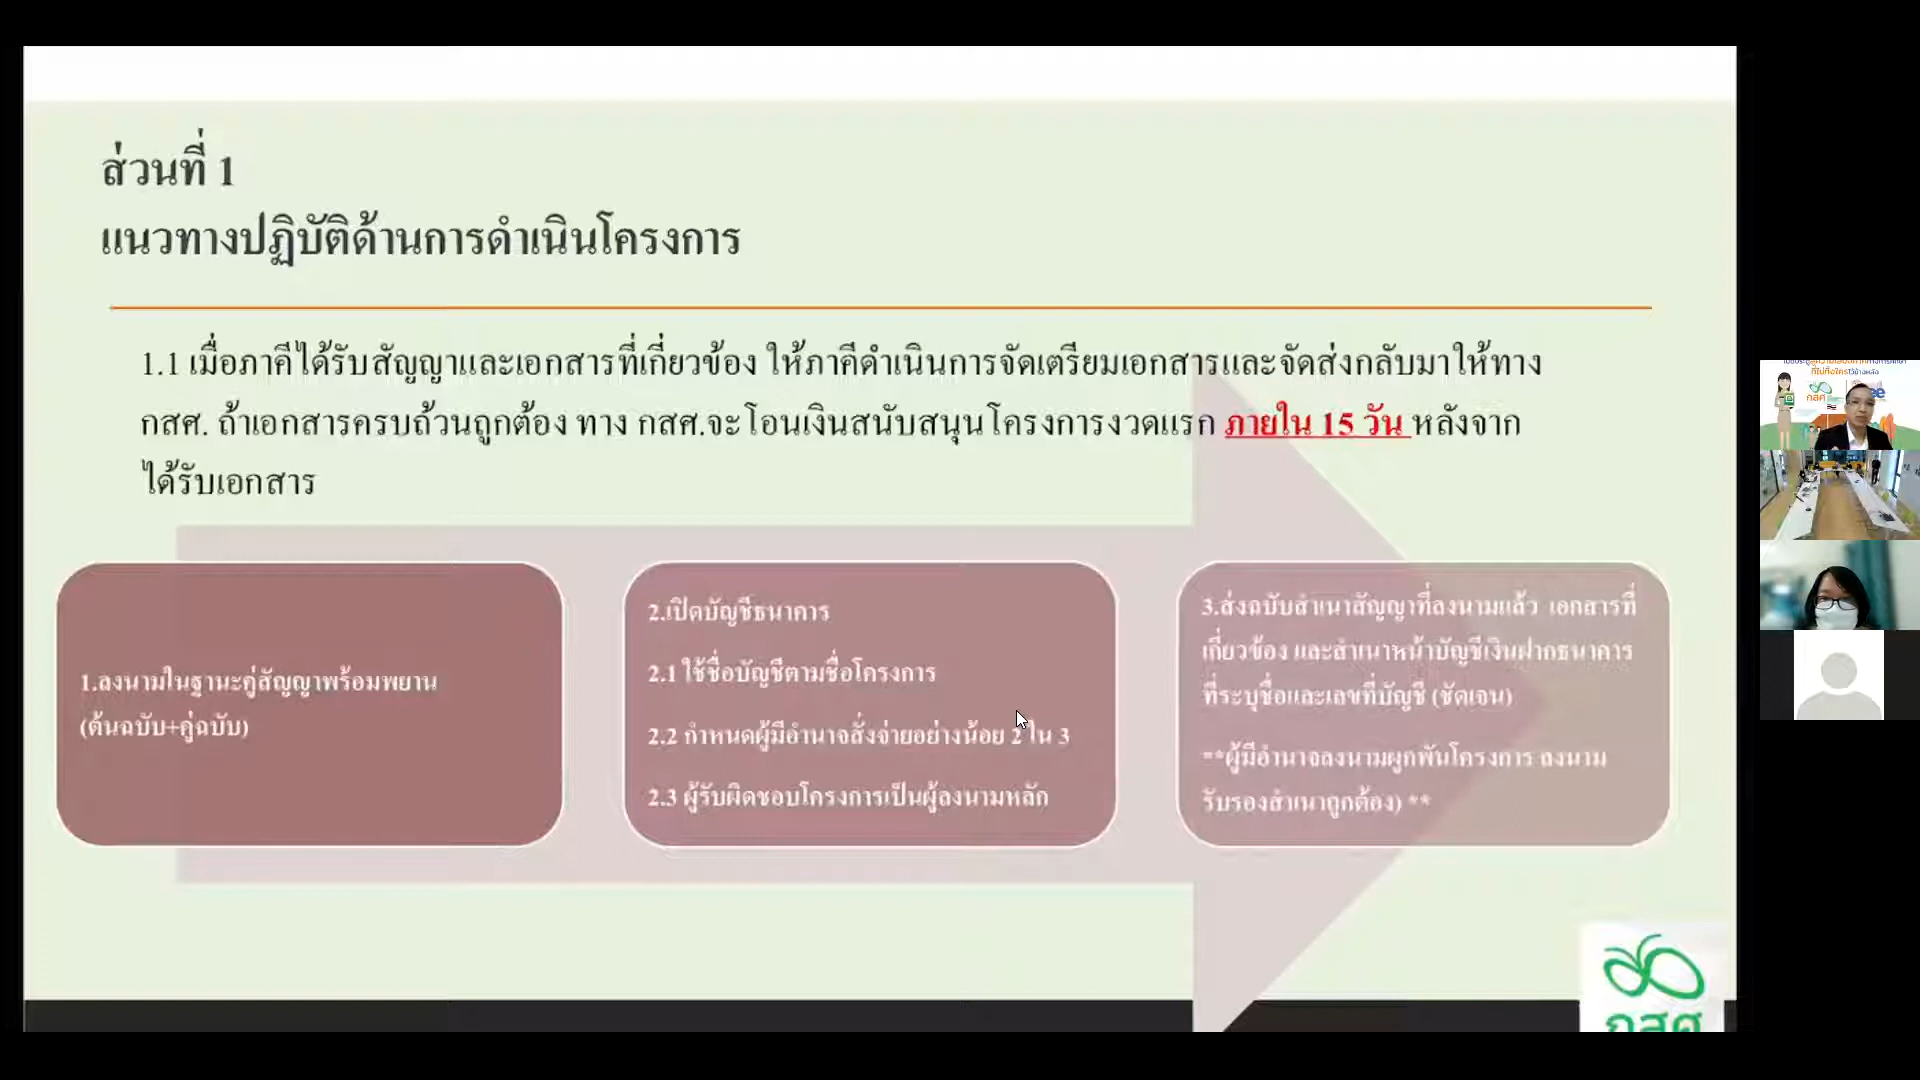 ส่วนที่ 1
แนวทางปฏิบัติด้านการดำเนินโครงการ
1.1 เมื่อภาคีได้รับสัญญาและเอกสารที่เกี่ยวข้อง ให้ภาคีดำเนินการจัดเตรียมเอกสารและจัดส่งกลับมาให้ทาง
กสศ. ถ้าเอกสารครบถ้วนถูกต้อง ทาง กสศ.จะโอนเงินสนับสนุนโครงการงวดแรก ภายใน 15 วัน หลังจาก
ได้รับเอกสาร
1.ลงนามในฐานะคู่สัญญาพร้อมพยาน
(ต้นฉบับ+คู่ฉบับ)
2.เปิดบัญชีธนาคาร
2.1 ใช้ชื่อบัญชีตามชื่อโครงการ
2.2 กำหนดผู้มีอำนาจสั่งจ่ายอย่างน้อย 2 ใน 3
2.3 ผู้รับผิดชอบโครงการเป็นผู้ลงนามหลัก
3.ส่งฉบับสำเนาสัญญาที่ลงนามแล้ว เอกสารที่
เกี่ยวข้อง และสำเนาหน้าบัญชีเงินฝากธนาคาร
ที่ระบุชื่อและเลขที่บัญชี (ชัดเจน)
**ผู้มีอำนาจลงนามผูกพันโครงการ ลงนาม
รับรองสำเนาถูกต้อง) **
กสศ
ที่ไม่ทิ้งใครไว้ข้างหลัง
กสศ